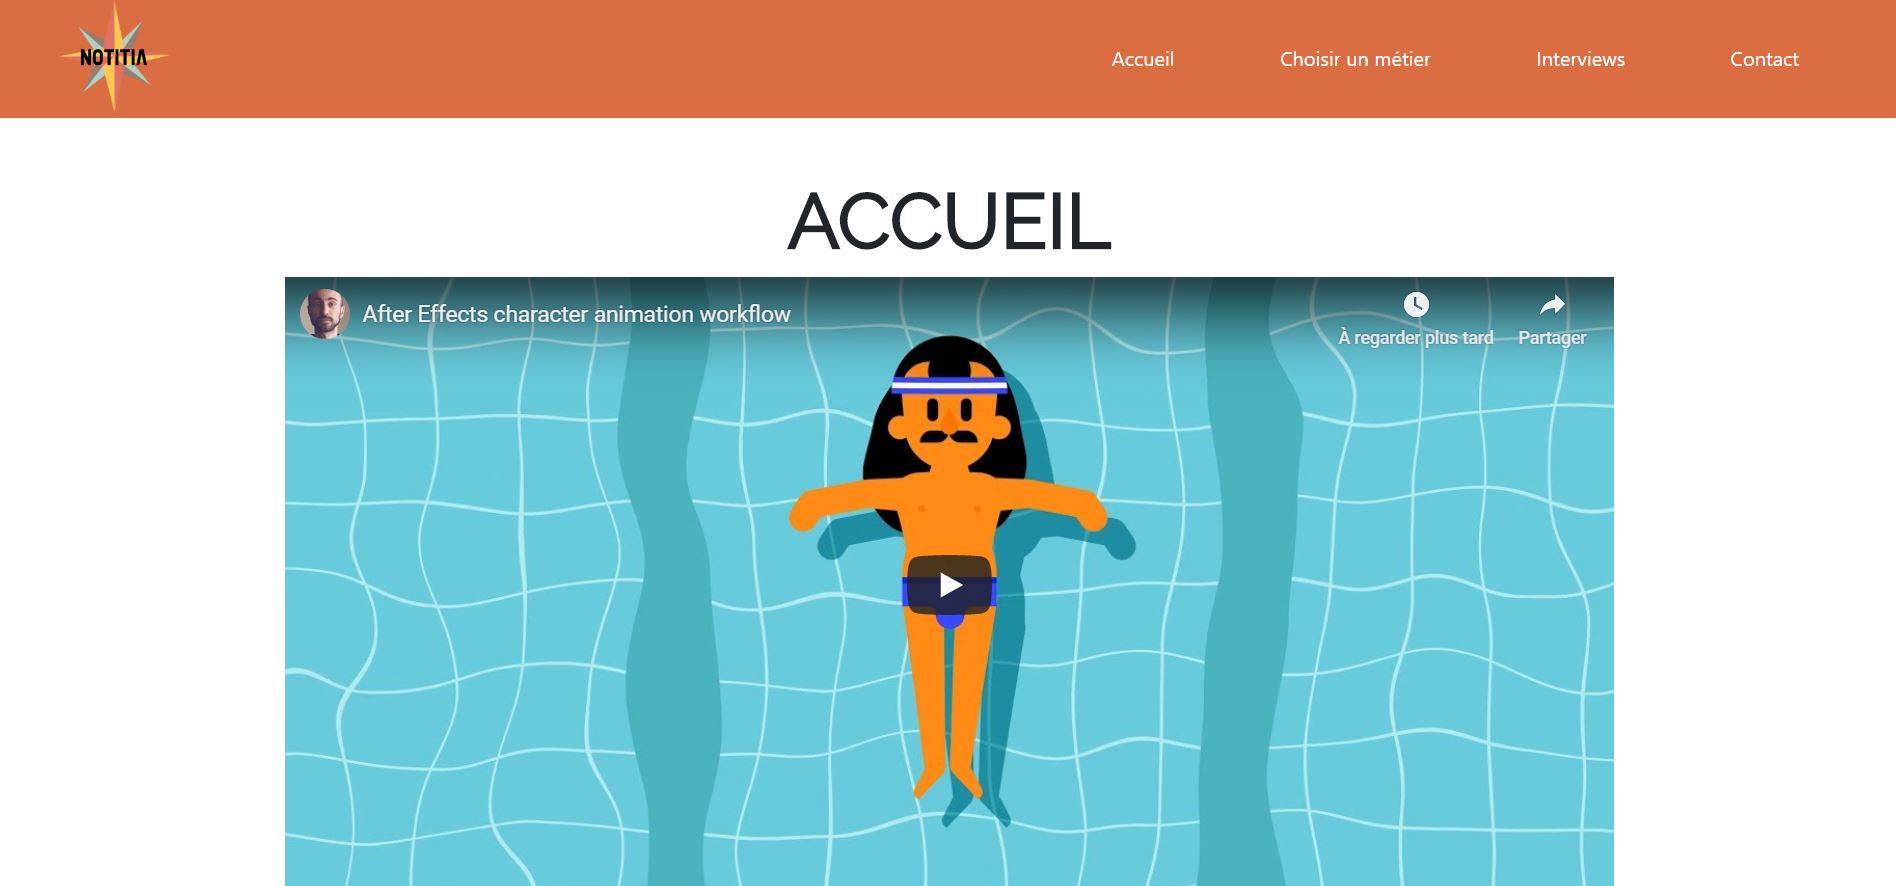 NOTITIA
Accueil
Choisir un métier
Interviews
Contact
ACCUEIL
After Effects character animation workflow
À regarder plus tard
Partager